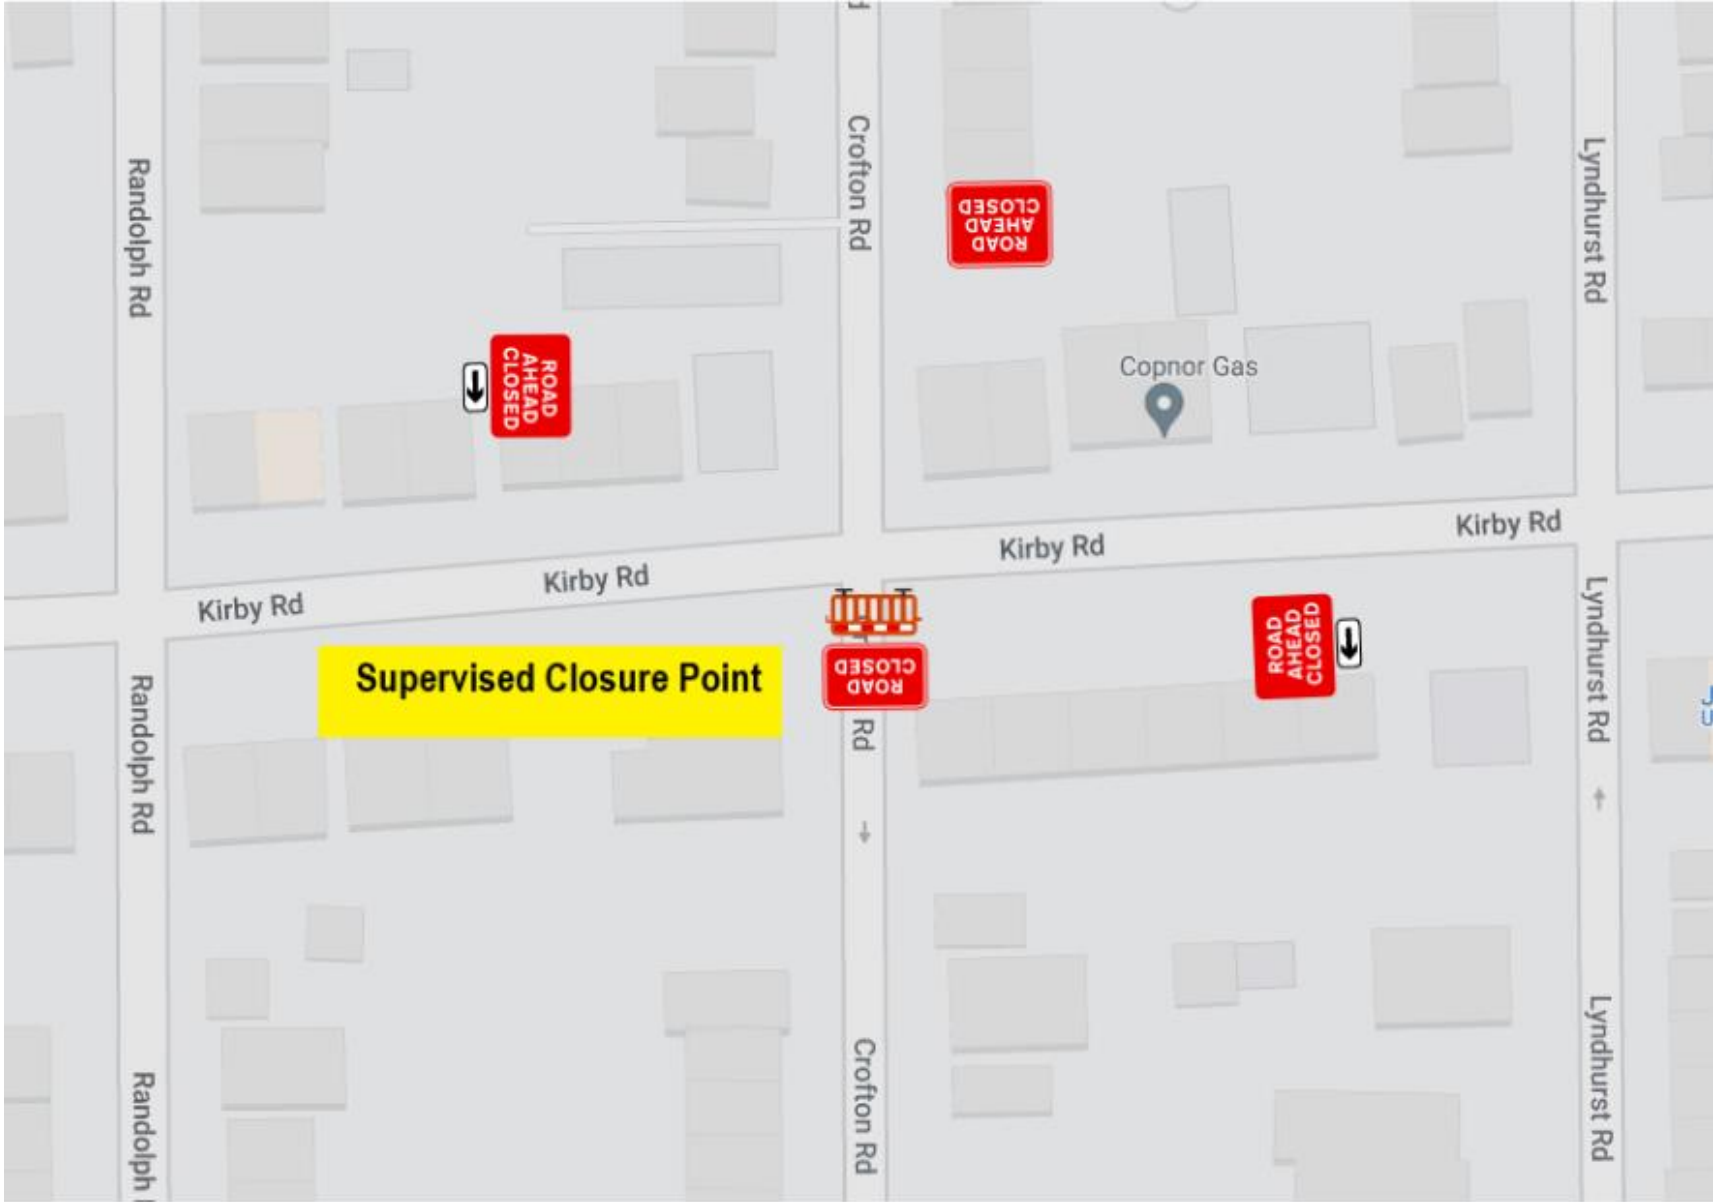 Randolph Rd
Crofton Rd
Lyndhurst Rd
ROAD
AHEAD
CLOSED
ROAD
AHEAD
CLOSED
Copnor Gas
Kirby Rd
Kirby Rd
Kirby Rd
Kirby Rd
Supervised Closure Point
ROAD
CLOSED
Rd
ROAD
AHEAD
CLOSED
Lyndhurst Rd
Randolph Rd
Crofton Rd
Lyndhurst Rd
Randolph